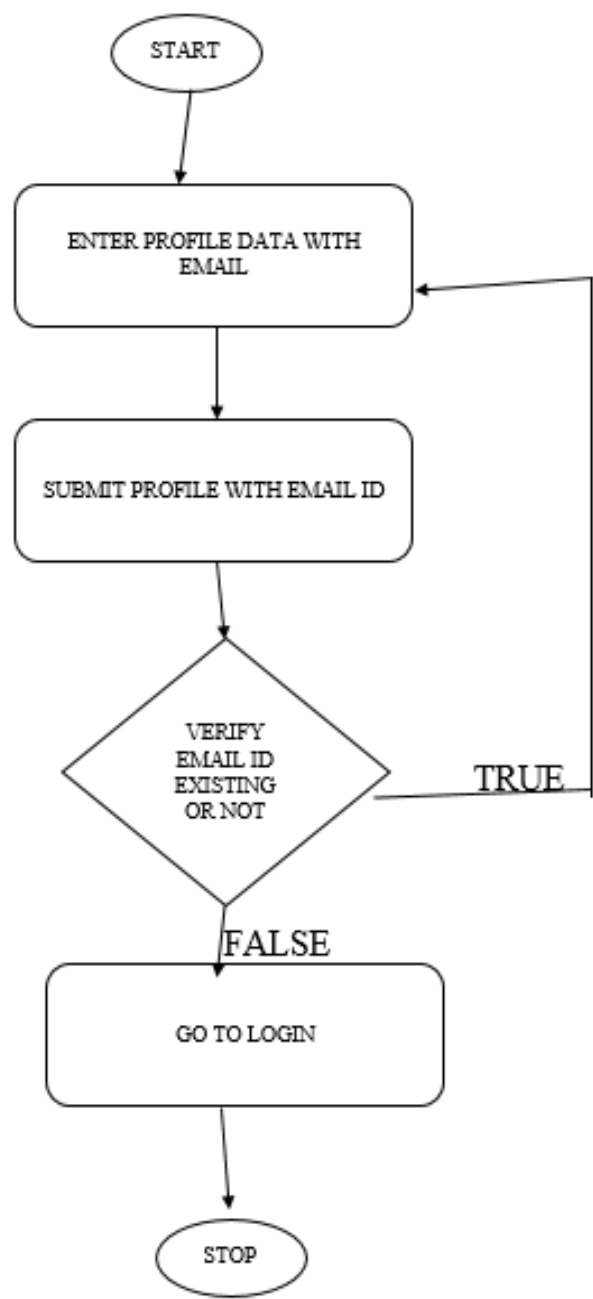 START
ENTER PROFILE DATA WITH
EMAIL
SUBMIT PROFILE WITH EMAIL ID
VERIFY
EMAIL ID
EXISTING
OR NOT
TRUE
FALSE
GO TO LOGIN
STOP